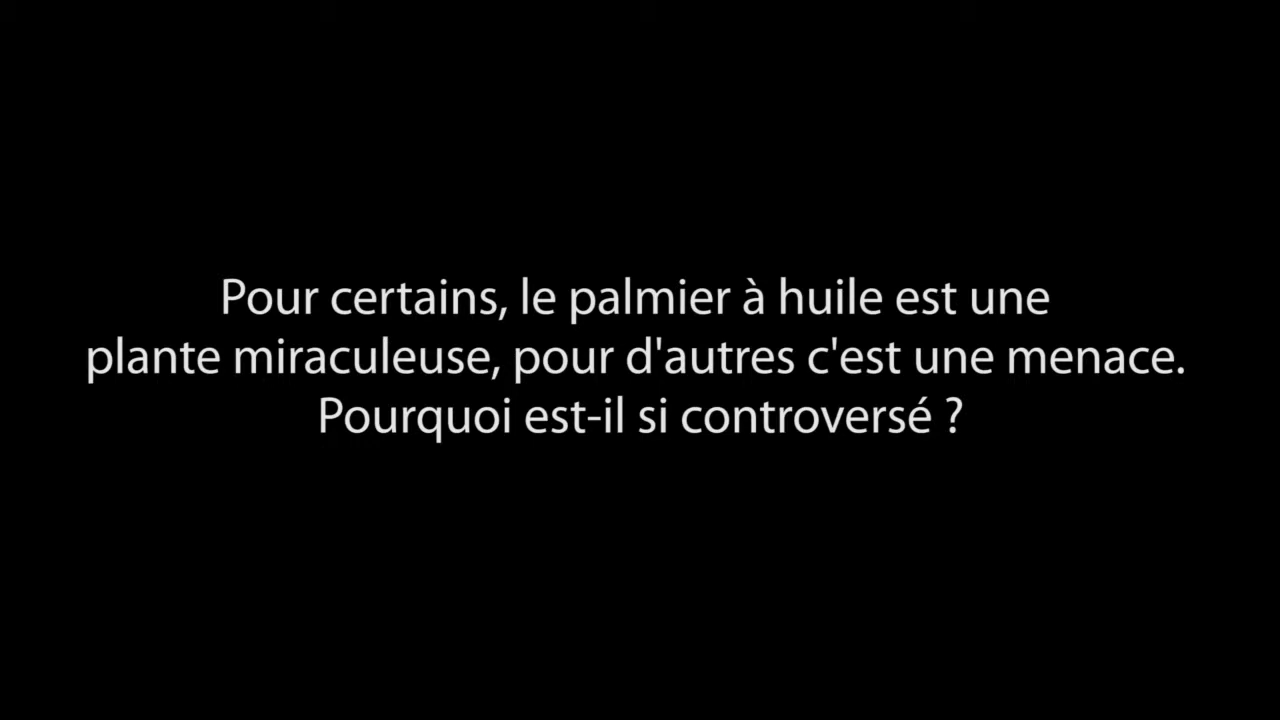 Pour certains, le palmier à huile est une
plante miraculeuse, pour d'autres c'est une menace.
Pourquoi est-il si controversé ?